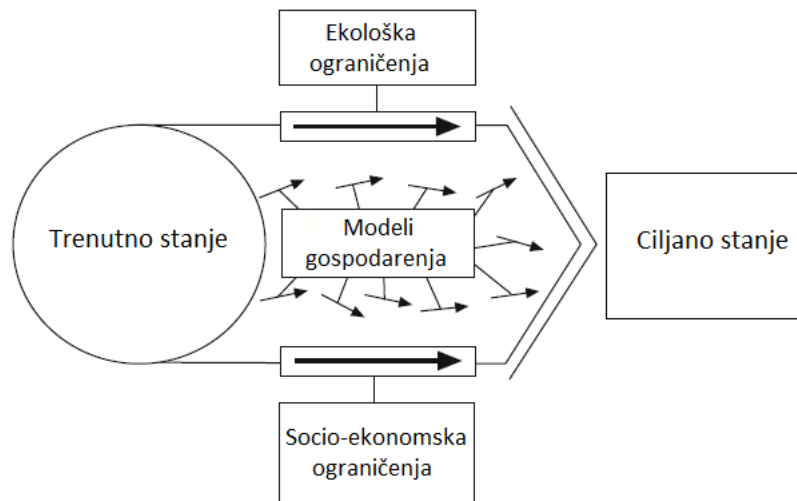 Ekološka
ograničenja
Trenutno stanje
Modeli
gospodarenja
Ciljano stanje
Socio-ekonomska
ograničenja